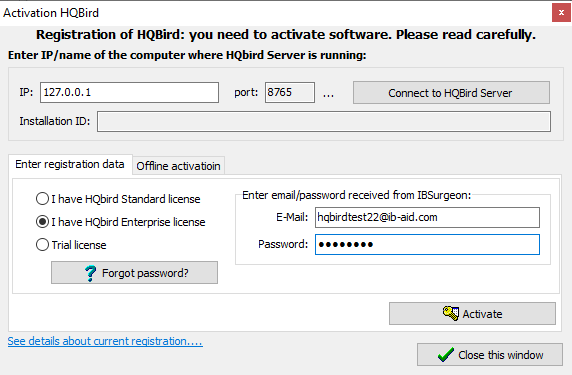 Activation HQBird
Registration of HQBird: you need to activate software. Please read carefully.
Enter IP/name of the computer where HQbird Server is running:
IP: 127.0.0.1 port: 8765 ... Connect to HQBird Server
Installation ID:
Enter registration data Offline activatioin
Enter email/password received from IBSurgeon:
I have HQbird Standard license
E-Mail: hqbirdtest22@ib-aid.com
I have HQbird Enterprise license
Password: ●●●●●●●●
Trial license
? Forgot password?
Activate
See details about current registration....
Close this window